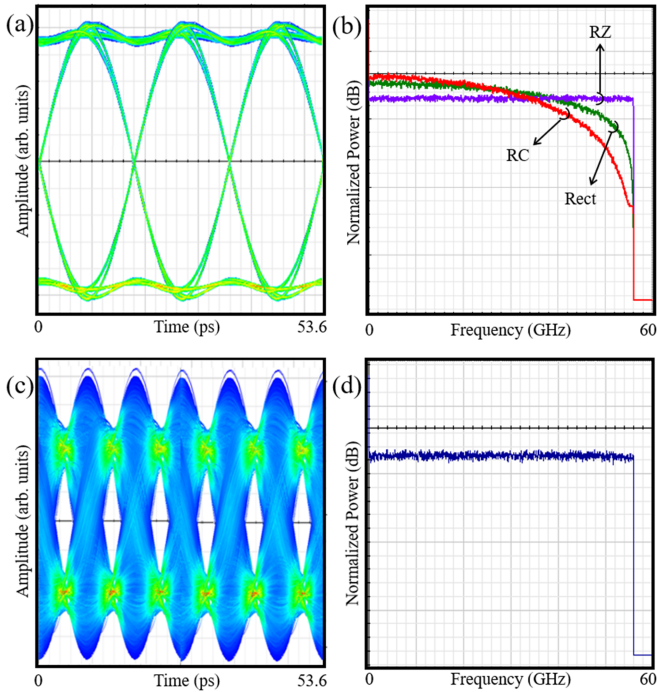 (a)
Amplitude (arb. units)
0
Time (ps)
53.6
(b)
Normalized Power (dB)
RZ
RC
Rect
0
Frequency (GHz)
60
(c)
Amplitude (arb. units)
0
Time (ps)
53.6
(d)
Normalized Power (dB)
0
Frequency (GHz)
60